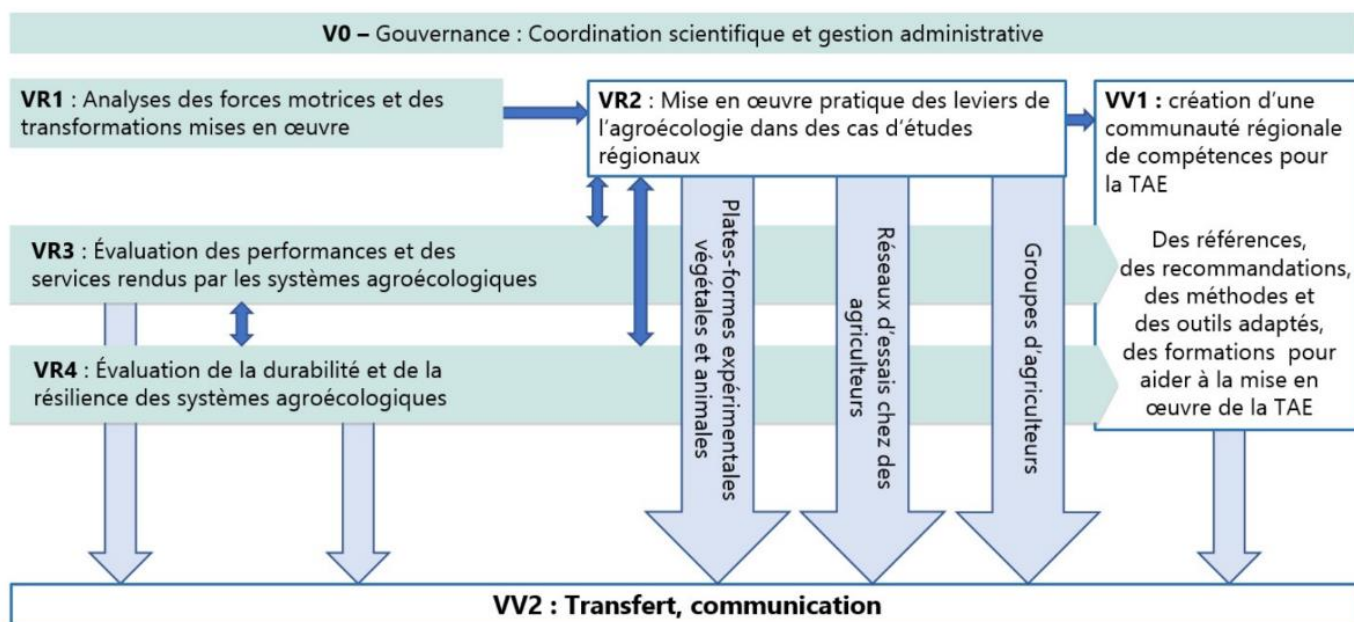 V0 – Gouvernance : Coordination scientifique et gestion administrative
VR1 : Analyses des forces motrices et des
transformations mises en œuvre
VR2 : Mise en œuvre pratique des leviers de
l’agroécologie dans des cas d’études
régionaux
VV1 : création d’une
communauté régionale
de compétences pour
la TAE
VR3 : Évaluation des performances et des
services rendus par les systèmes agroécologiques
VR4 : Évaluation de la durabilité et de la
résilience des systèmes agroécologiques
Plates-formes expérimentales
végétales et animales
Réseaux d’essais chez des
agriculteurs
Groupes d’agriculteurs
Des références,
des recommandations,
des méthodes et
des outils adaptés,
des formations pour
aider à la mise en
œuvre de la TAE
VV2 : Transfert, communication